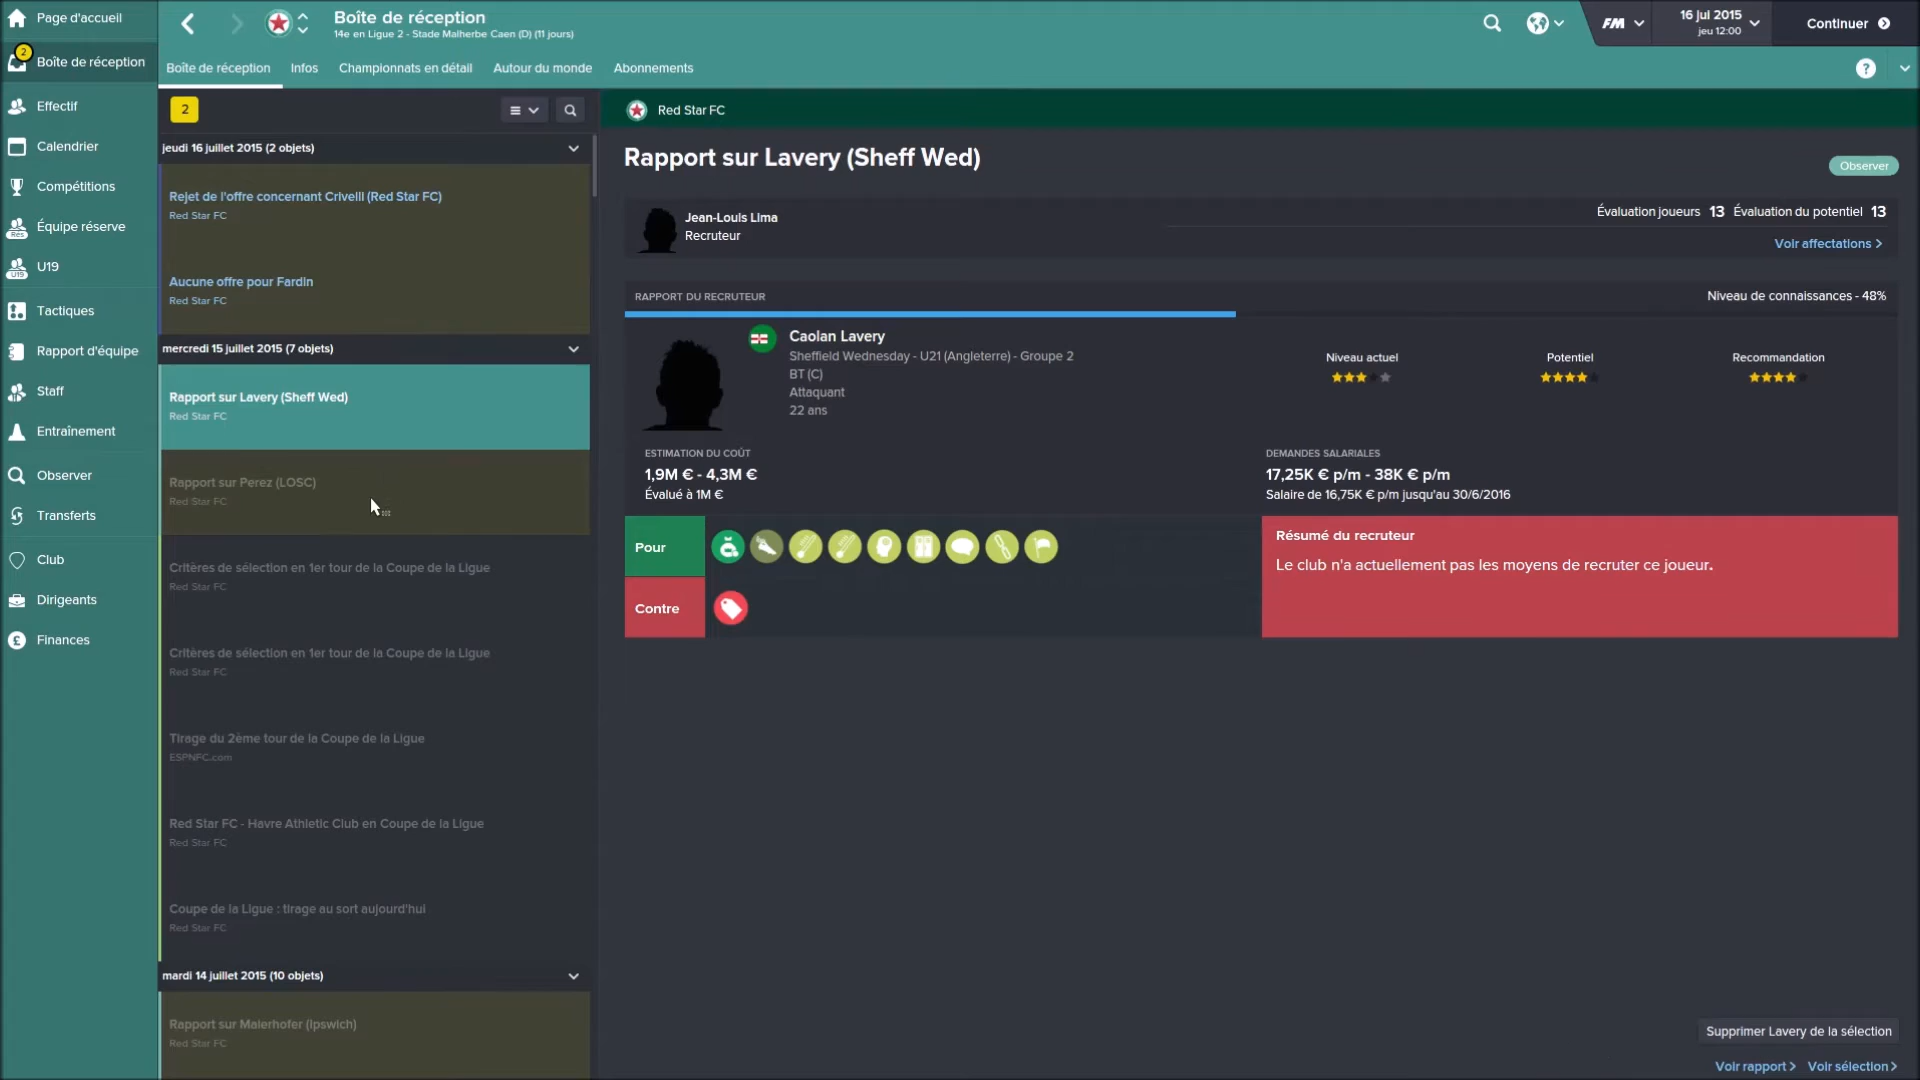 Page d'accueil
2
Boîte de réception
Effectif
Calendrier
Compétitions
Équipe réserve
U19
Tactiques
Rapport d'équipe
Staff
Entraînement
Observer
Transferts
Club
Dirigeants
Finances
Boîte de réception
14e en Ligue 2 - Stade Malherbe Caen (D) (11 jours)
FM
16 jul 2015
jeu 12:00
Continuer
Boîte de réception
Infos
Championnats en détail
Autour du monde
Abonnements
?
2
jeudi 16 juillet 2015 (2 objets)
Rejet de l'offre concernant Crivelli (Red Star FC)
Red Star FC
Aucune offre pour Fardin
Red Star FC
mercredi 15 juillet 2015 (7 objets)
Rapport sur Lavery (Sheff Wed)
Red Star FC
Rapport sur Perez (LOSC)
Red Star FC
Critères de sélection en 1er tour de la Coupe de la Ligue
Red Star FC
Critères de sélection en 1er tour de la Coupe de la Ligue
Red Star FC
Tirage du 2ème tour de la Coupe de la Ligue
ESPNFC.com
Red Star FC - Havre Athletic Club en Coupe de la Ligue
Red Star FC
Coupe de la Ligue : tirage au sort aujourd'hui
Red Star FC
mardi 14 juillet 2015 (10 objets)
Rapport sur Maierhofer (Ipswich)
Red Star FC
Red Star FC
Rapport sur Lavery (Sheff Wed)
Observer
Jean-Louis Lima
Recruteur
Évaluation joueurs 13 Évaluation du potentiel 13
Voir affectations >
RAPPORT DU RECRUTEUR
Niveau de connaissances - 48%
Caolan Lavery
Sheffield Wednesday - U21 (Angleterre) - Groupe 2
BT (C)
Attaquant
22 ans
Niveau actuel
Potentiel
Recommandation
ESTIMATION DU COÛT
1,9M € - 4,3M €
Évalué à 1M €
DEMANDES SALARIALES
17,25K € p/m - 38K € p/m
Salaire de 16,75K € p/m jusqu'au 30/6/2016
Pour
Contre
Résumé du recruteur
Le club n'a actuellement pas les moyens de recruter ce joueur.
Supprimer Lavery de la sélection
Voir rapport >
Voir sélection >